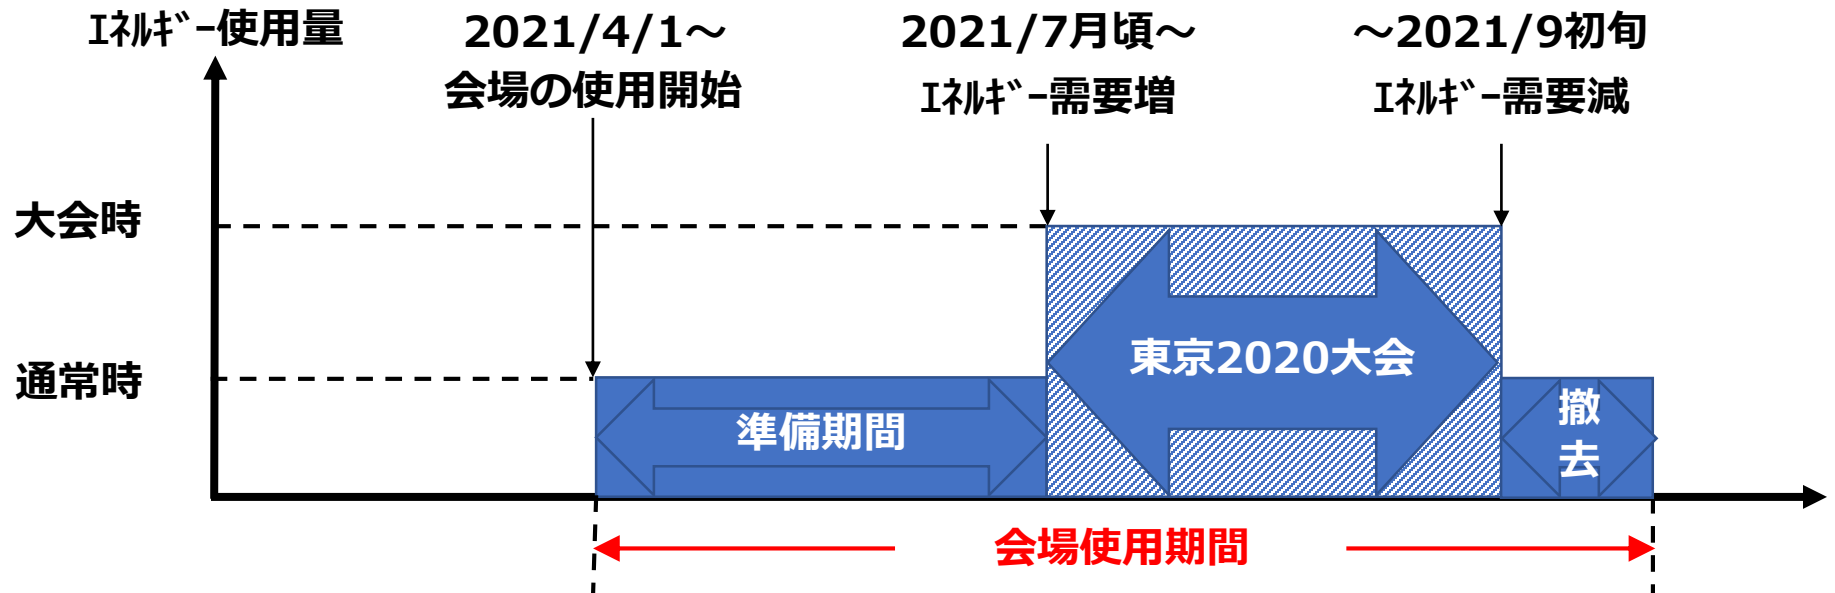 ｴﾈﾙｷﾞｰ使用量
2021/4/1～
会場の使用開始
2021/7月頃～
ｴﾈﾙｷﾞｰ需要増
～2021/9初旬
ｴﾈﾙｷﾞｰ需要減
大会時
通常時
準備期間
東京2020大会
撤
去
会場使用期間